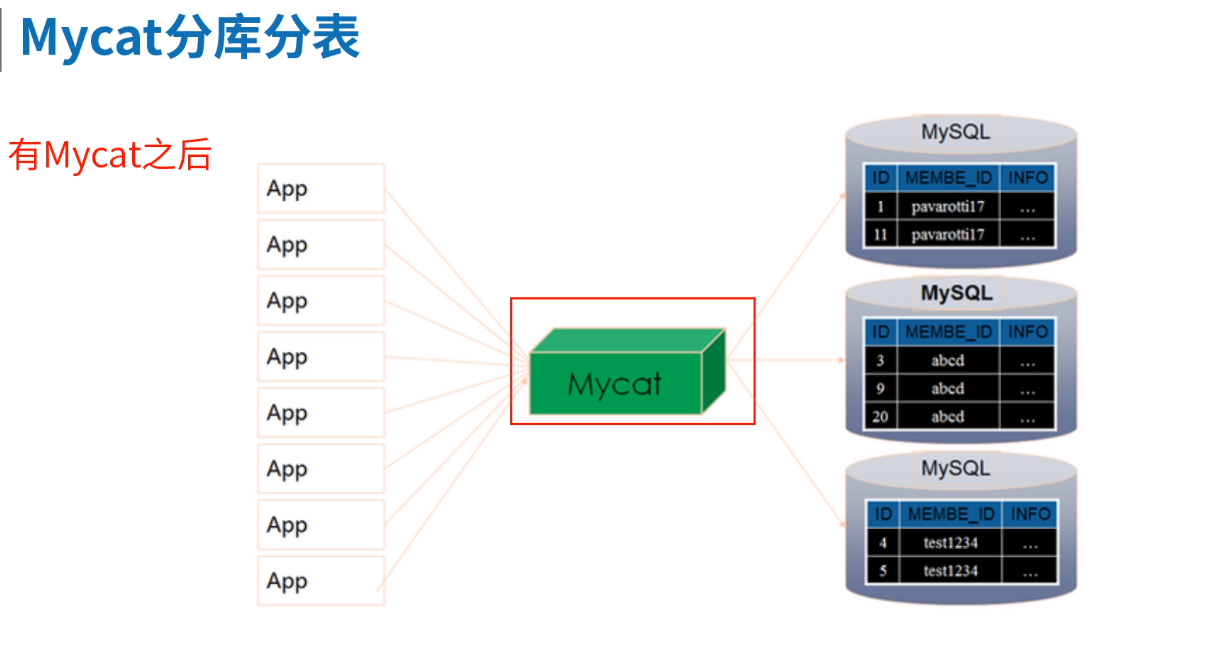 Mycat分库分表
有Mycat之后
App
App
App
App
App
App
App
App
Mycat
MySQL
ID MEMBE_ID INFO
1 pavarotti17 ...
11 pavarotti17 ...
MySQL
ID MEMBE_ID INFO
3 abcd ...
9 abcd ...
20 abcd ...
MySQL
ID MEMBE_ID INFO
4 test1234 ...
5 test1234 ...